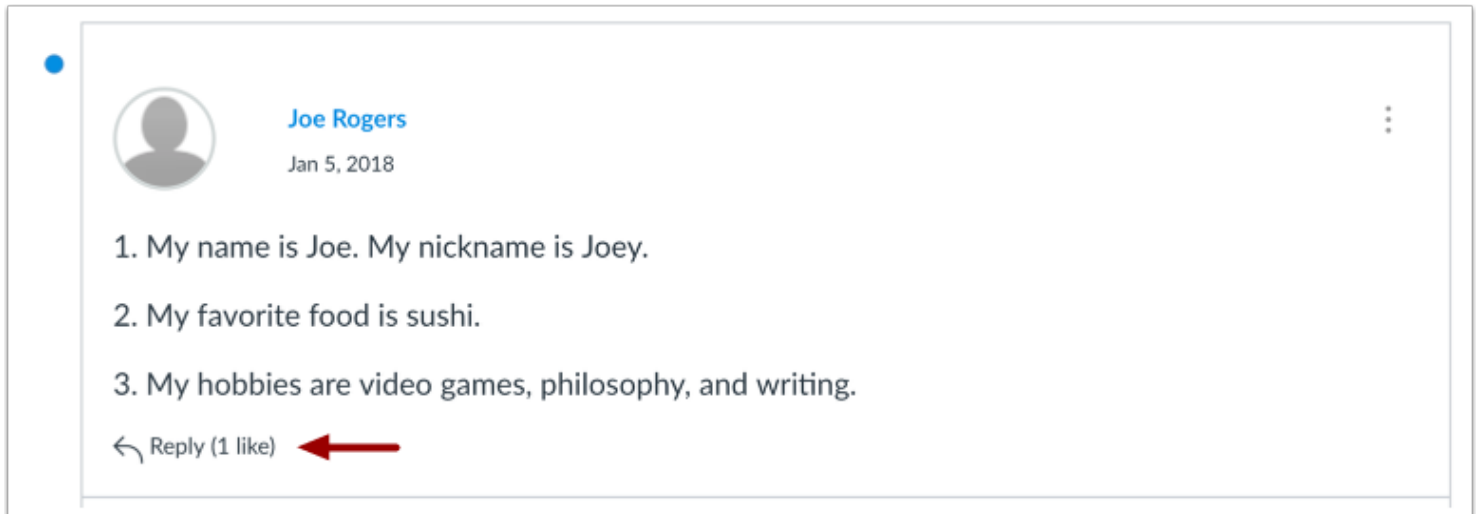 Joe Rogers
Jan 5, 2018
1. My name is Joe. My nickname is Joey.
2. My favorite food is sushi.
3. My hobbies are video games, philosophy, and writing.
Reply (1 like)